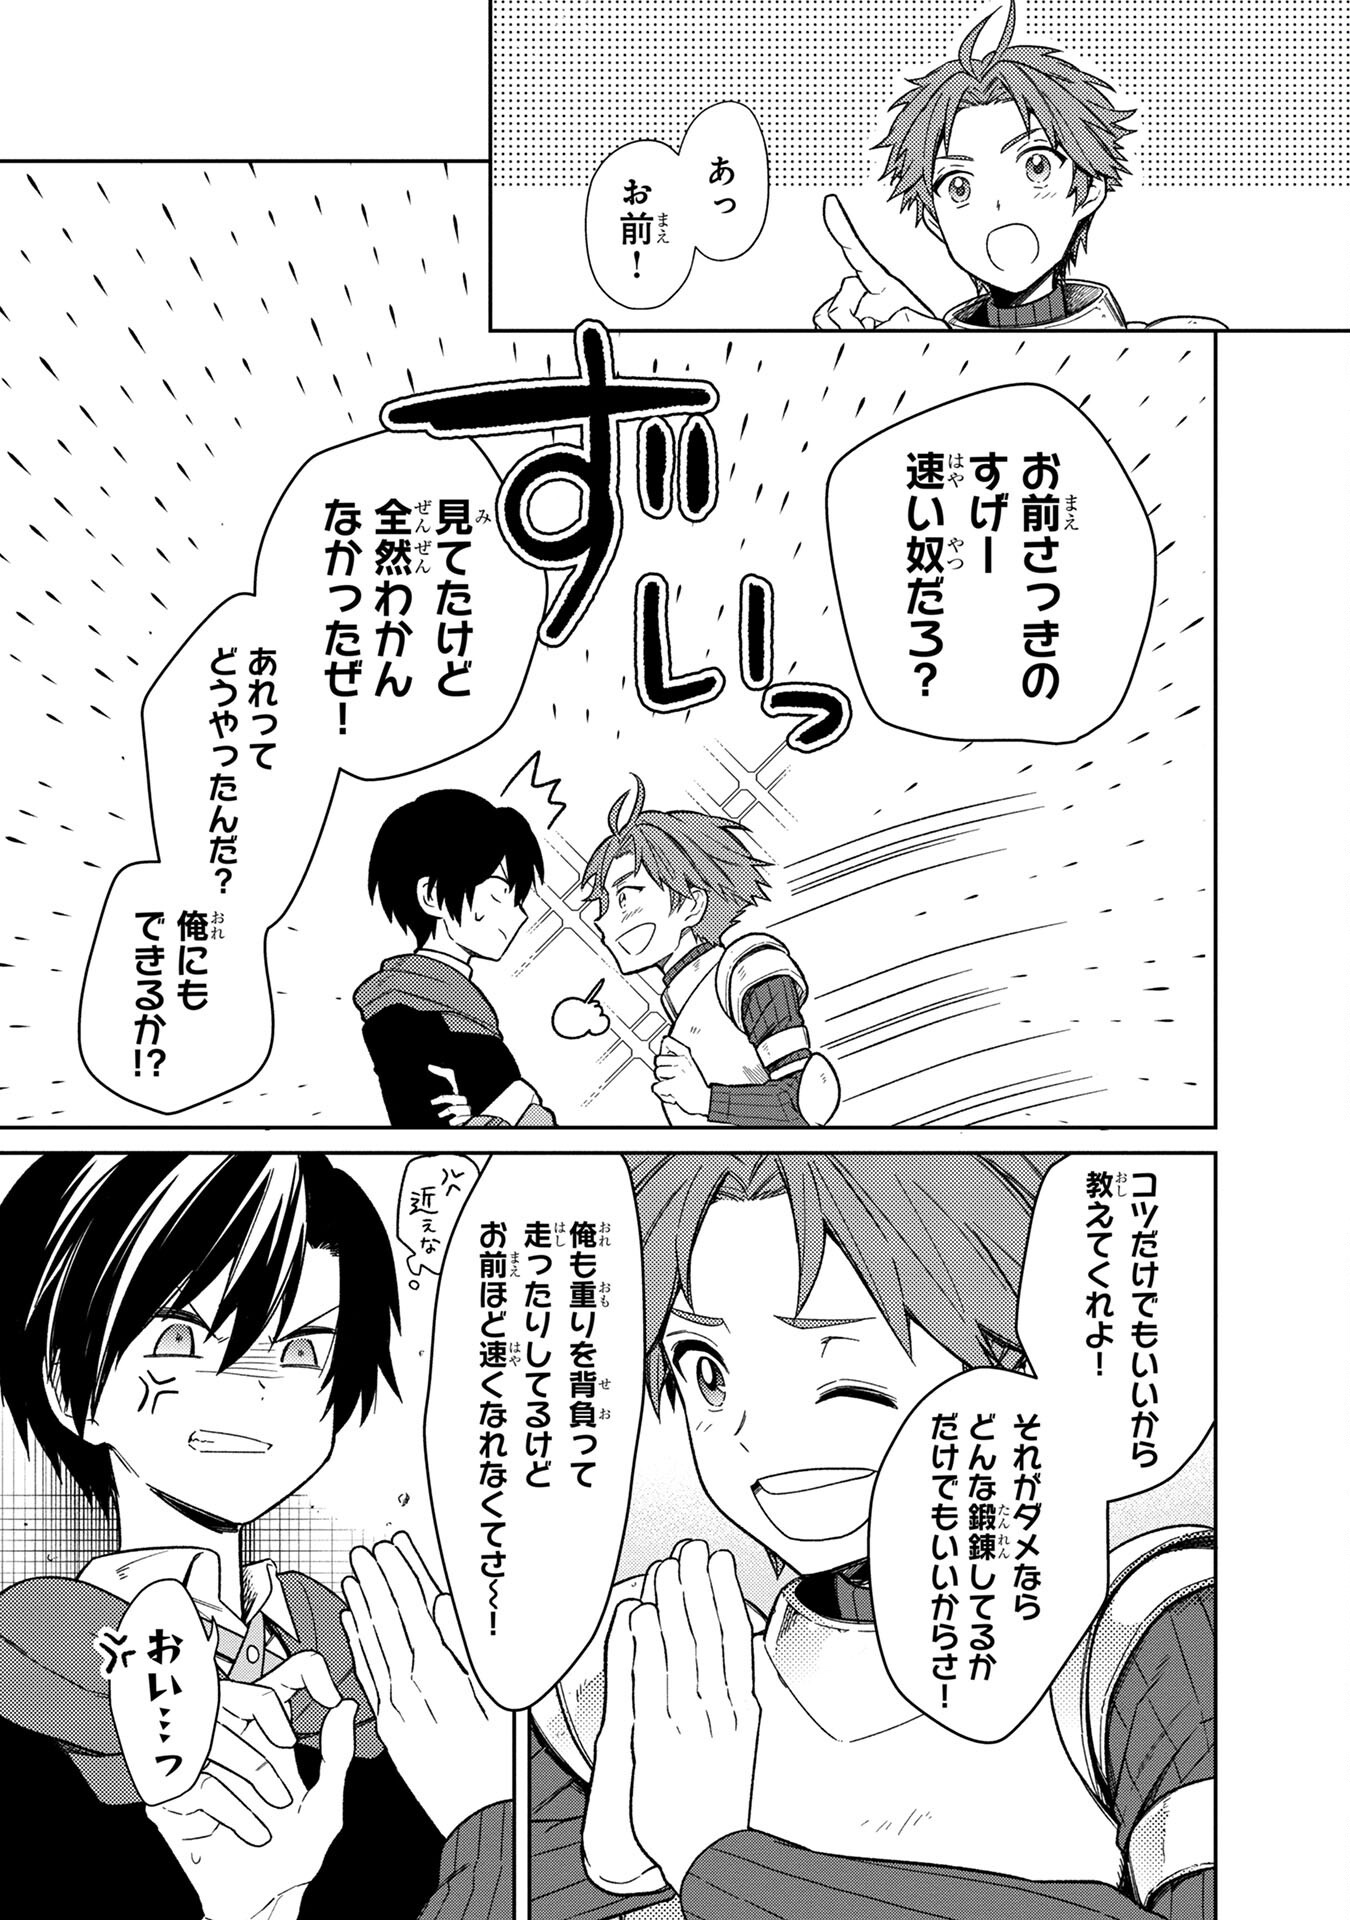 あっ
お前！
お前さっきの
すげー
速い奴だろ？
ずいっ
見てたけど
全然わかん
なかったぜ！
あれって
どうやったんだ？
俺にも
できるか！？
コツだけでもいいから
教えてくれよ！
それがダメなら
どんな鍛錬してるか
だけでもいいからさ！
俺も重りを背負って
走ったりしてるけど
お前ほど速くなれなくてさ〜！
近ぇな
おい…っ